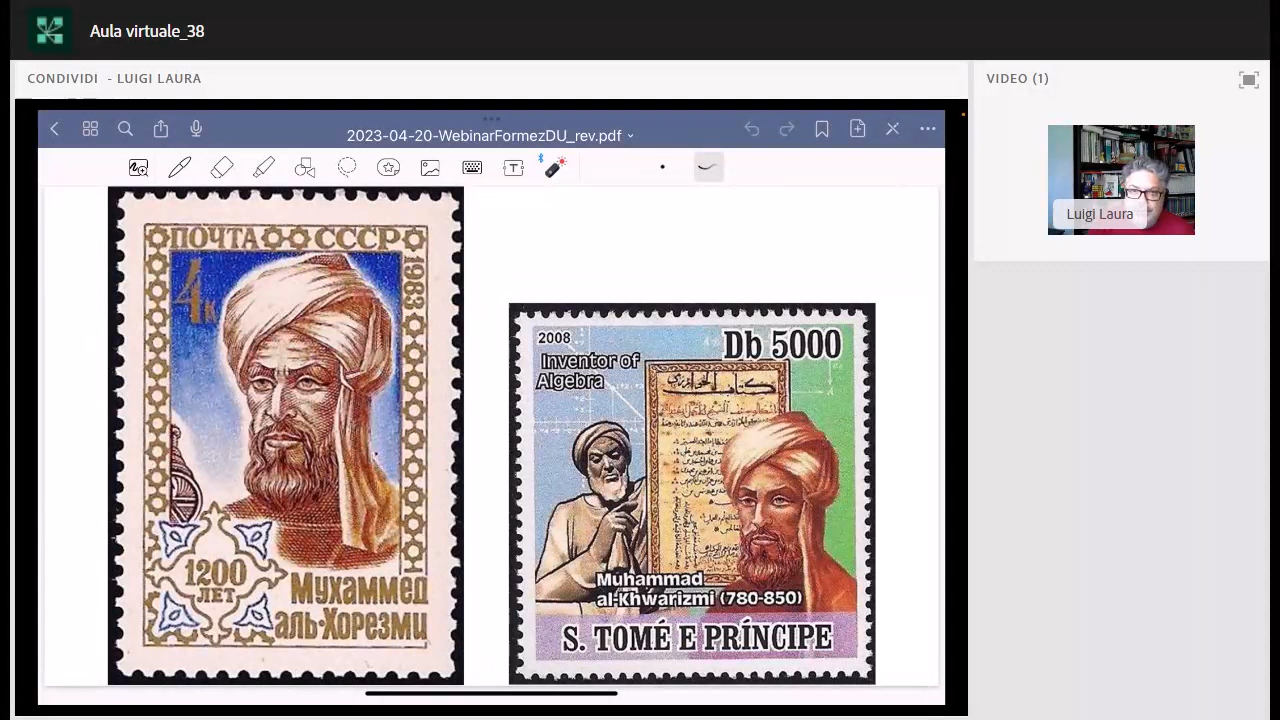 Aula virtuale_38
CONDIVIDI - LUIGI LAURA
VIDEO (1)
2023-04-20-WebinarFormezDU_rev.pdf
Luigi Laura
ПОЧТА СССР
1983
4к
1200
ЛЕТ
Мухаммед
аль-Хорезми
2008
Db 5000
Inventor of
Algebra
Muhammad
al-Khwarizmi (780-850)
S. TOMÉ E PRÍNCIPE